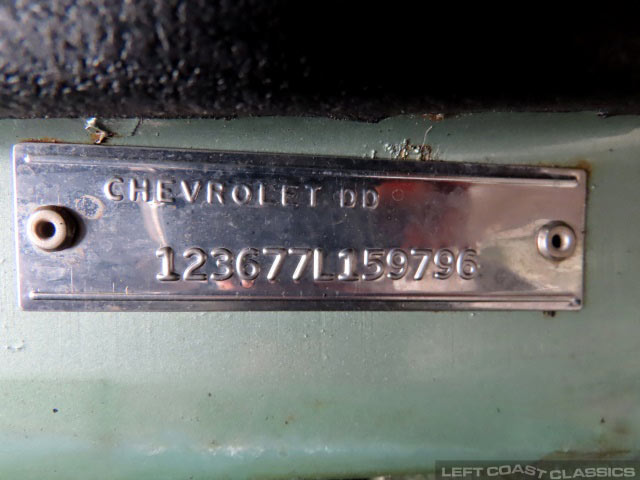 CHEVROLET DD
123677L159796
LEFT COAST CLASSICS